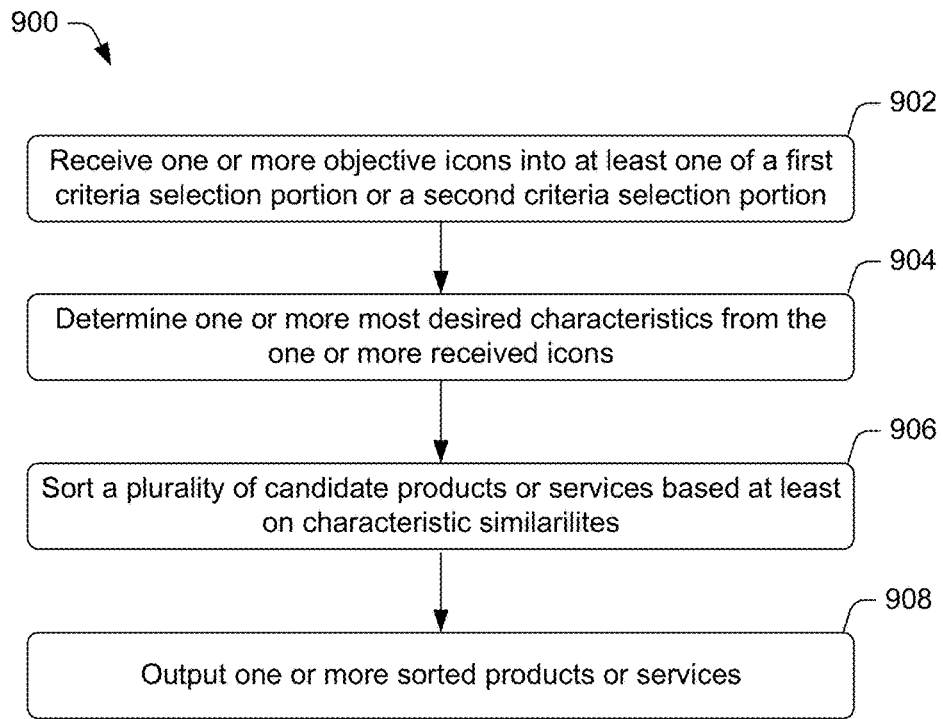 900
902
Receive one or more objective icons into at least one of a first
criteria selection portion or a second criteria selection portion
904
Determine one or more most desired characteristics from the
one or more received icons
906
Sort a plurality of candidate products or services based at least
on characteristic similarilites
908
Output one or more sorted products or services